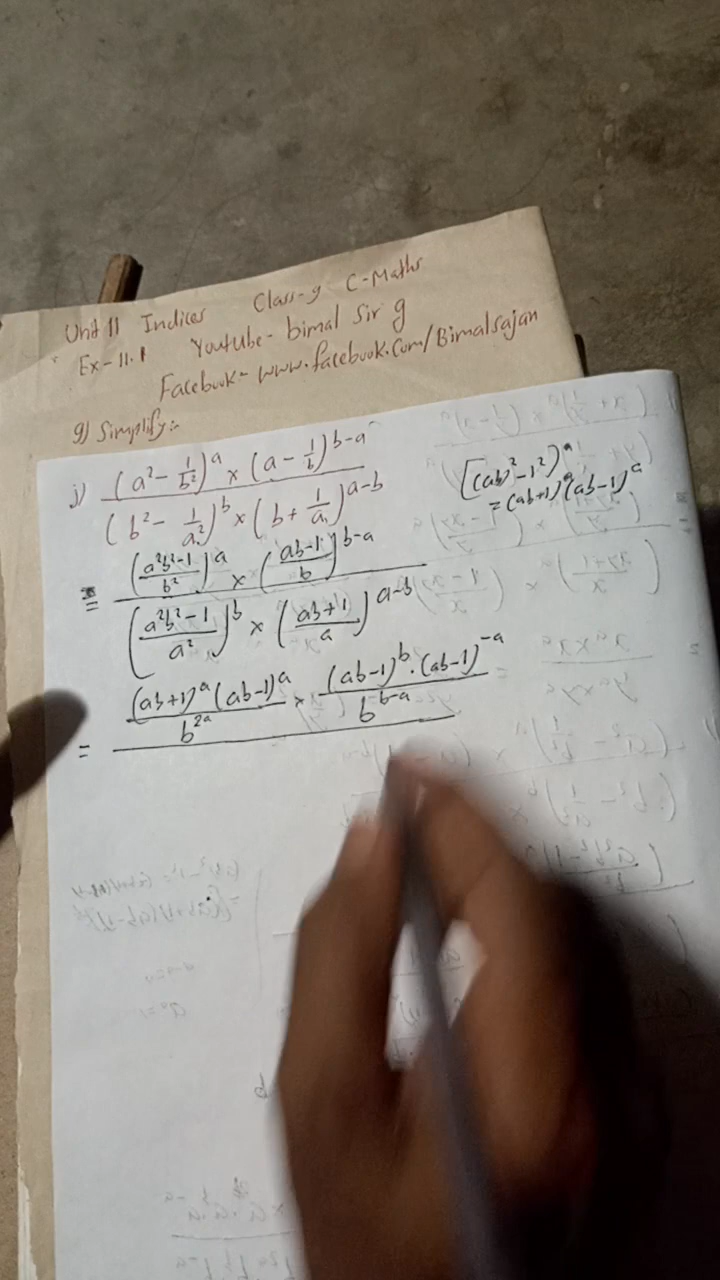 Unit 11 Indices Class-9 C-Maths
Ex-11.1 Youtube- bimal Sir g
Facebook- www.facebook.com/Bimalsajan
9) Simplify:-
j) (a² - 1/b²)^a × (a - 1/b)^(b-a)
(b² - 1/a²)^b × (b + 1/a)^(a-b)
[(ab)² - 1²)^a
= (ab+1)^a (ab-1)^a
= ((a²b²-1)/b²)^a × ((ab-1)/b)^(b-a)
((a²b²-1)/a²)^b × ((ab+1)/a)^(a-b)
= (ab+1)^a (ab-1)^a / b^(2a) × (ab-1)^b · (ab-1)^(-a) / b^(b-a)